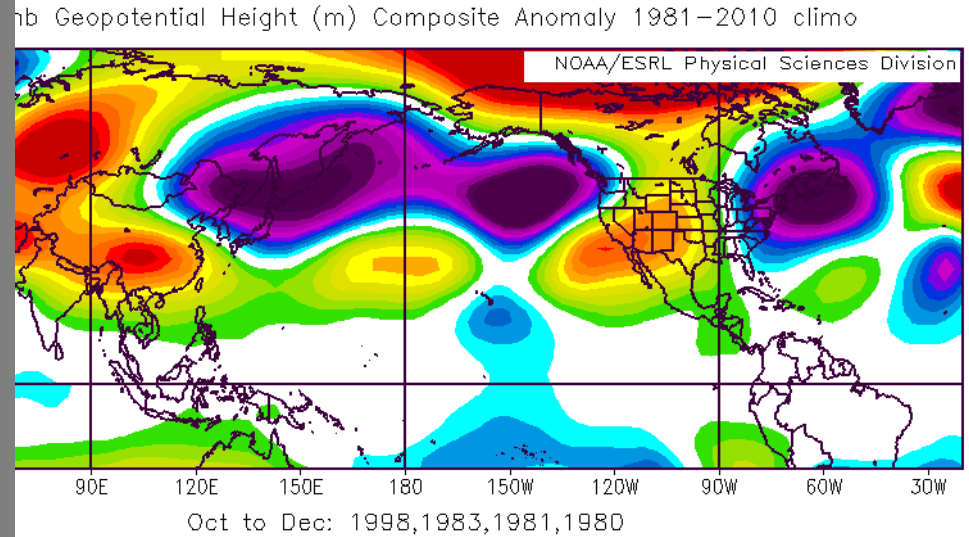 mb Geopotential Height (m) Composite Anomaly 1981-2010 climo
NOAA/ESRL Physical Sciences Division
90E 120E 150E 180 150W 120W 90W 60W 30W
Oct to Dec: 1998,1983,1981,1980